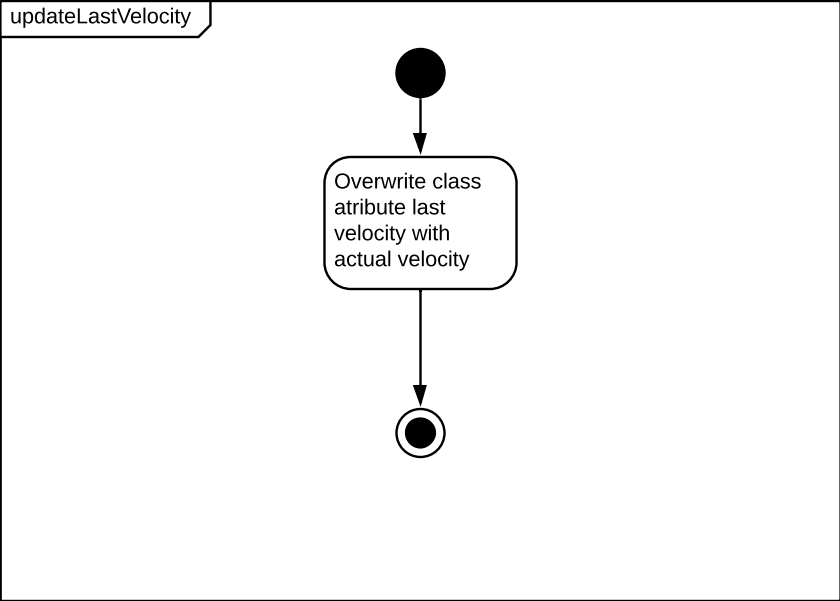 updateLastVelocity
Overwrite class
atribute last
velocity with
actual velocity